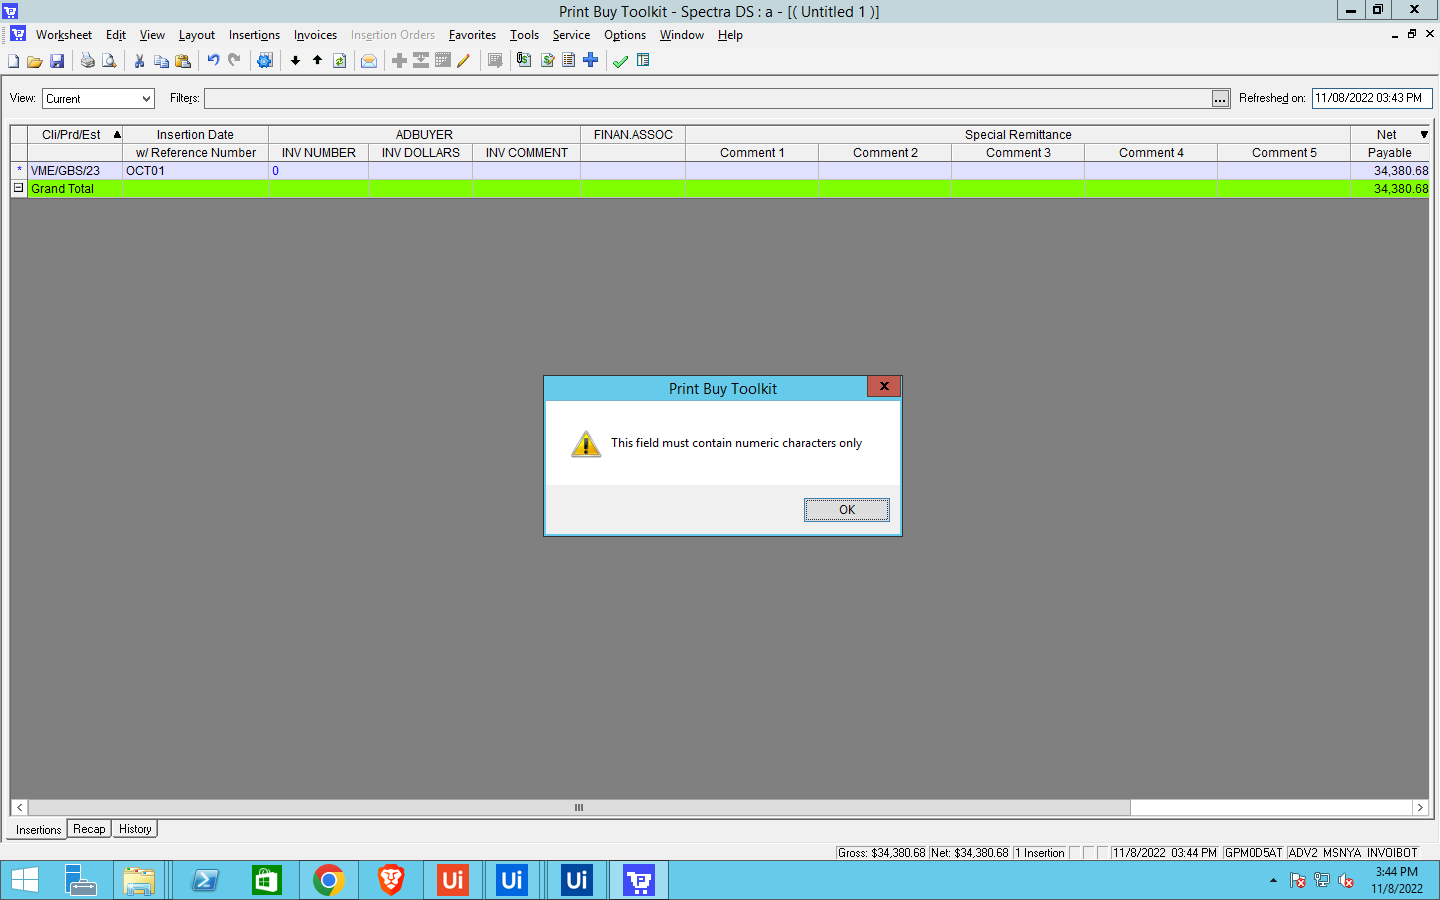 Print Buy Toolkit - Spectra DS : a - [( Untitled 1 )]
Worksheet Edit View Layout Insertions Invoices Insertion Orders Favorites Tools Service Options Window Help
View: Current Filters: ... Refreshed on: 11/08/2022 03:43 PM
Cli/Prd/Est Insertion Date ADBUYER FINAN.ASSOC Special Remittance Net
w/ Reference Number INV NUMBER INV DOLLARS INV COMMENT Comment 1 Comment 2 Comment 3 Comment 4 Comment 5 Payable
* VME/GBS/23 OCT01 0 34,380.68
Grand Total 34,380.68
Print Buy Toolkit
This field must contain numeric characters only
OK
Insertions Recap History
Gross: $34,380.68 Net: $34,380.68 1 Insertion 11/8/2022 03:44 PM GPM0D5AT ADV2 MSNYA INVOIBOT
Ui Ui Ui
3:44 PM
11/8/2022